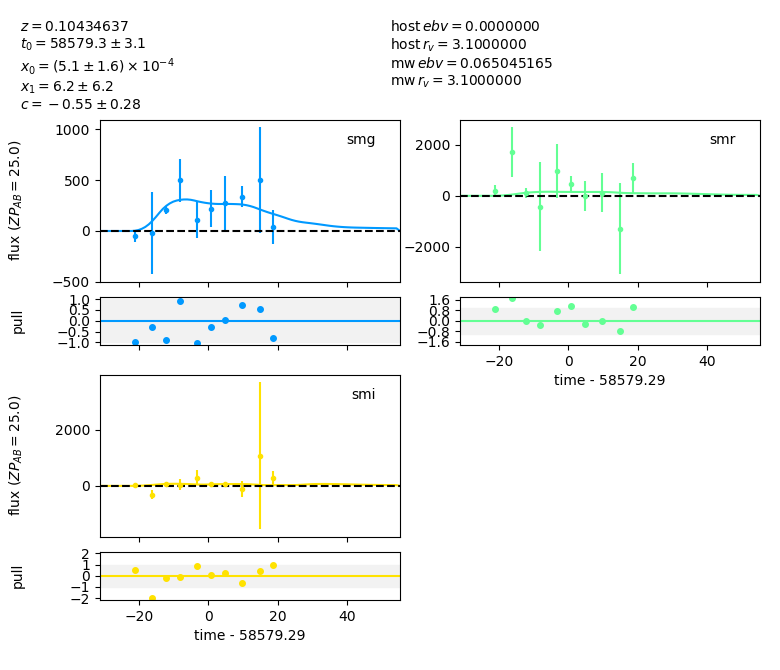 z = 0.10434637
t₀ = 58579.3 ± 3.1
x₀ = (5.1 ± 1.6) × 10⁻⁴
x₁ = 6.2 ± 6.2
c = −0.55 ± 0.28
host ebv = 0.0000000
host r_v = 3.1000000
mw ebv = 0.065045165
mw r_v = 3.1000000
smg
1000
500
0
−500
flux (ZP_AB = 25.0)
1.0
0.5
0.0
−0.5
−1.0
pull
smr
2000
0
−2000
1.6
0.8
0.0
−0.8
−1.6
−20 0 20 40
time - 58579.29
smi
2000
0
flux (ZP_AB = 25.0)
2
1
0
−1
−2
pull
−20 0 20 40
time - 58579.29